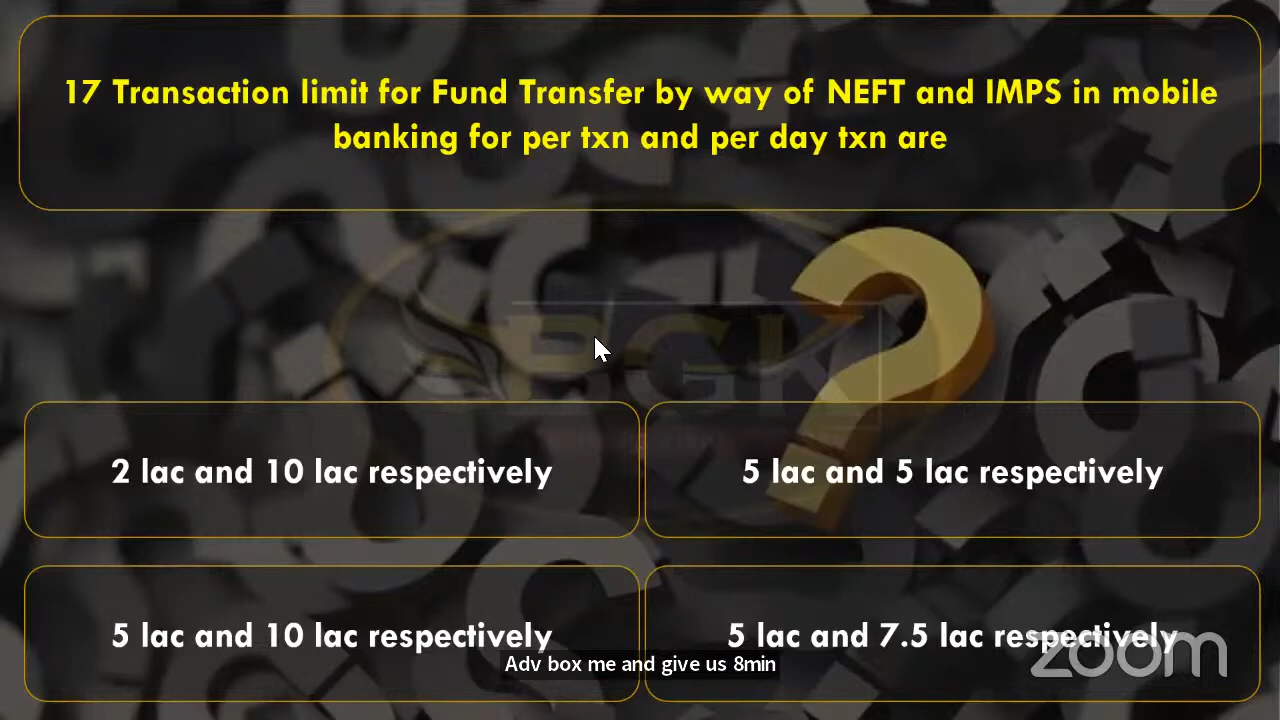 17 Transaction limit for Fund Transfer by way of NEFT and IMPS in mobile
banking for per txn and per day txn are
BGK
2 lac and 10 lac respectively
5 lac and 5 lac respectively
5 lac and 10 lac respectively
5 lac and 7.5 lac respectively
Adv box me and give us 8min
zoom